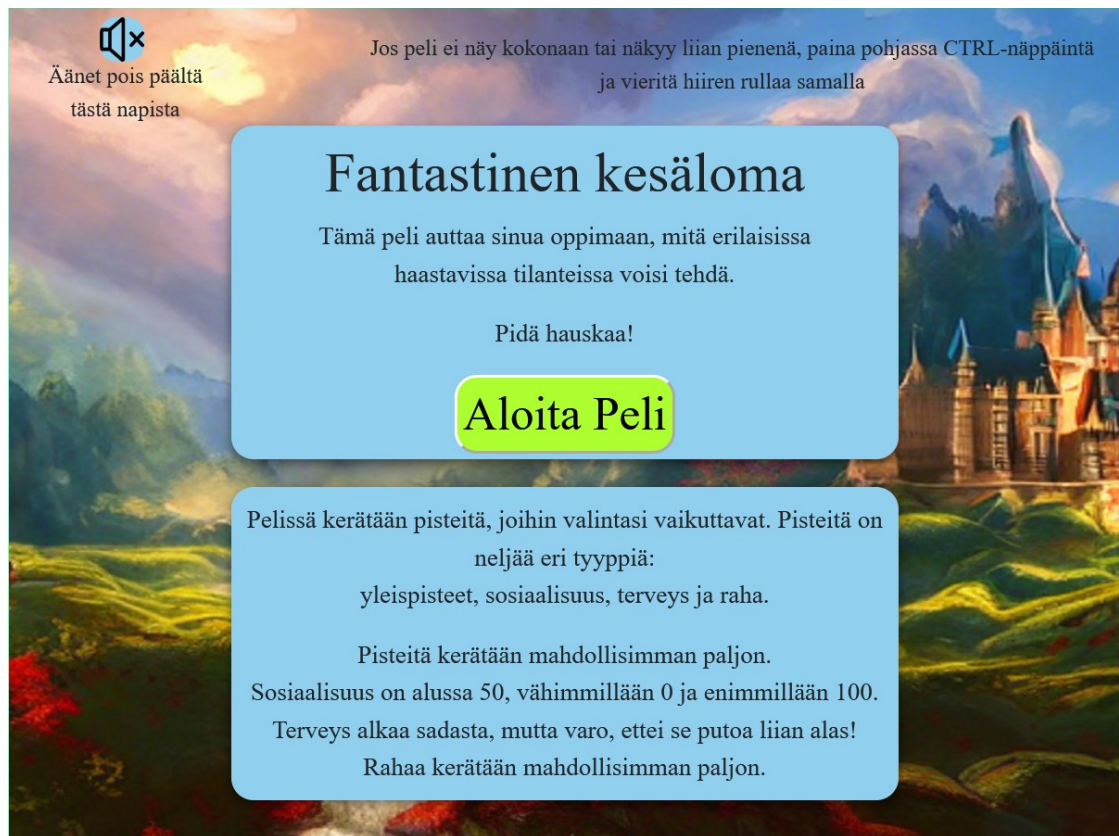 Äänet pois päältä
tästä napista
Jos peli ei näy kokonaan tai näkyy liian pienenä, paina pohjassa CTRL-näppäintä
ja vieritä hiiren rullaa samalla
Fantastinen kesäloma
Tämä peli auttaa sinua oppimaan, mitä erilaisissa
haastavissa tilanteissa voisi tehdä.
Pidä hauskaa!
Aloita Peli
Pelissä kerätään pisteitä, joihin valintasi vaikuttavat. Pisteitä on
neljää eri tyyppiä:
yleispisteet, sosiaalisuus, terveys ja raha.
Pisteitä kerätään mahdollisimman paljon.
Sosiaalisuus on alussa 50, vähimmillään 0 ja enimmillään 100.
Terveys alkaa sadasta, mutta varo, ettei se putoa liian alas!
Rahaa kerätään mahdollisimman paljon.